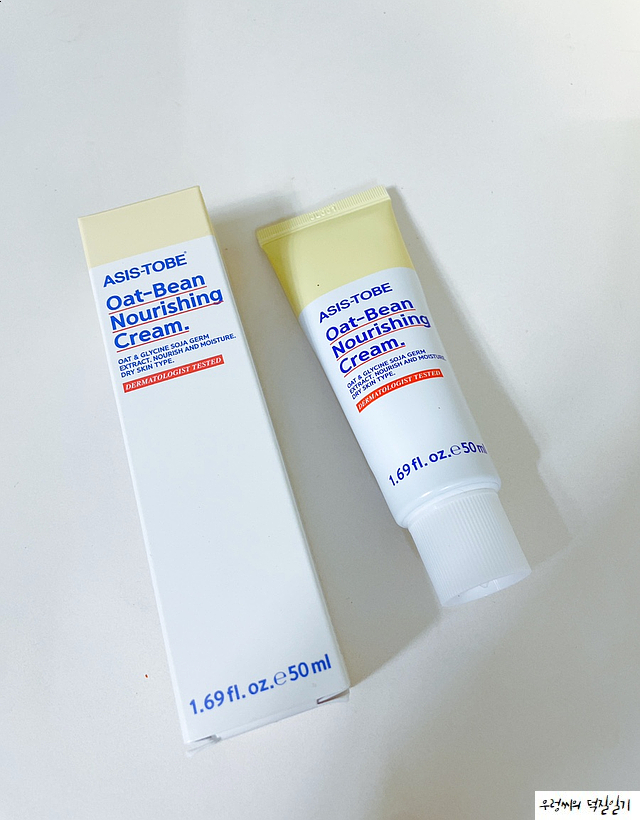 ASIS-TOBE
Oat-Bean
Nourishing
Cream.
OAT & GLYCINE SOJA GERM
EXTRACT. NOURISH AND MOISTURE.
DRY SKIN TYPE.
DERMATOLOGIST TESTED
1.69 fl. oz. ℮ 50 ml
ASIS-TOBE
Oat-Bean
Nourishing
Cream.
OAT & GLYCINE SOJA GERM
EXTRACT. NOURISH AND MOISTURE
DRY SKIN TYPE.
DERMATOLOGIST TESTED
1.69 fl. oz. ℮ 50 ml
우렁찌의 덕질일기